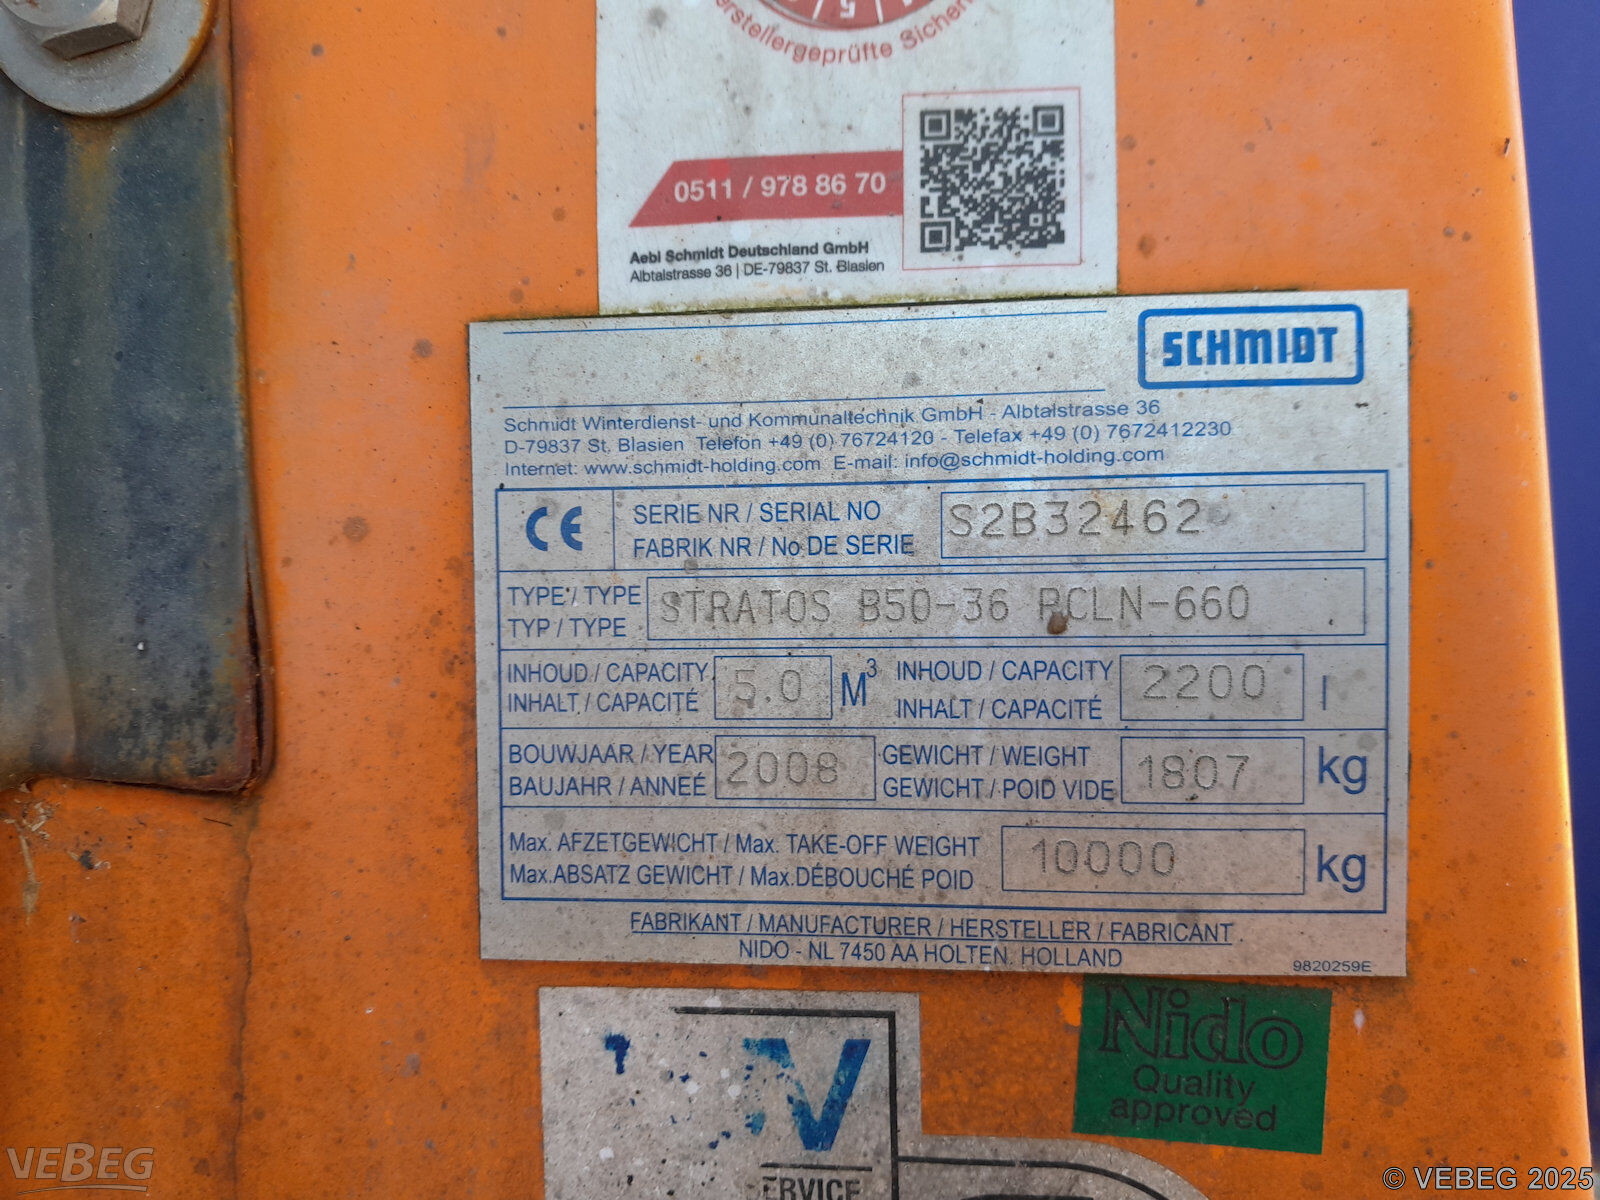 erstellergeprüfte Sicher
5
0511 / 978 86 70
Aebi Schmidt Deutschland GmbH
Albtalstrasse 36 | DE-79837 St. Blasien
SCHMIDT
Schmidt Winterdienst- und Kommunaltechnik GmbH - Albtalstrasse 36
D-79837 St. Blasien Telefon +49 (0) 76724120 - Telefax +49 (0) 7672412230
Internet: www.schmidt-holding.com E-mail: info@schmidt-holding.com
CE
SERIE NR / SERIAL NO
FABRIK NR / No DE SERIE
S2B32462
TYPE / TYPE
TYP / TYPE
STRATOS B50-36 PCLN-660
INHOUD / CAPACITY
INHALT / CAPACITÉ
5.0 M³
INHOUD / CAPACITY
INHALT / CAPACITÉ
2200 l
BOUWJAAR / YEAR
BAUJAHR / ANNEÉ
2008
GEWICHT / WEIGHT
GEWICHT / POID VIDE
1807 kg
Max. AFZETGEWICHT / Max. TAKE-OFF WEIGHT
Max.ABSATZ GEWICHT / Max.DÉBOUCHÉ POID
10000 kg
FABRIKANT / MANUFACTURER / HERSTELLER / FABRICANT
NIDO - NL 7450 AA HOLTEN. HOLLAND
9820259E
Nido
Quality
approved
V
ERVICE
VEBEG
© VEBEG 2025